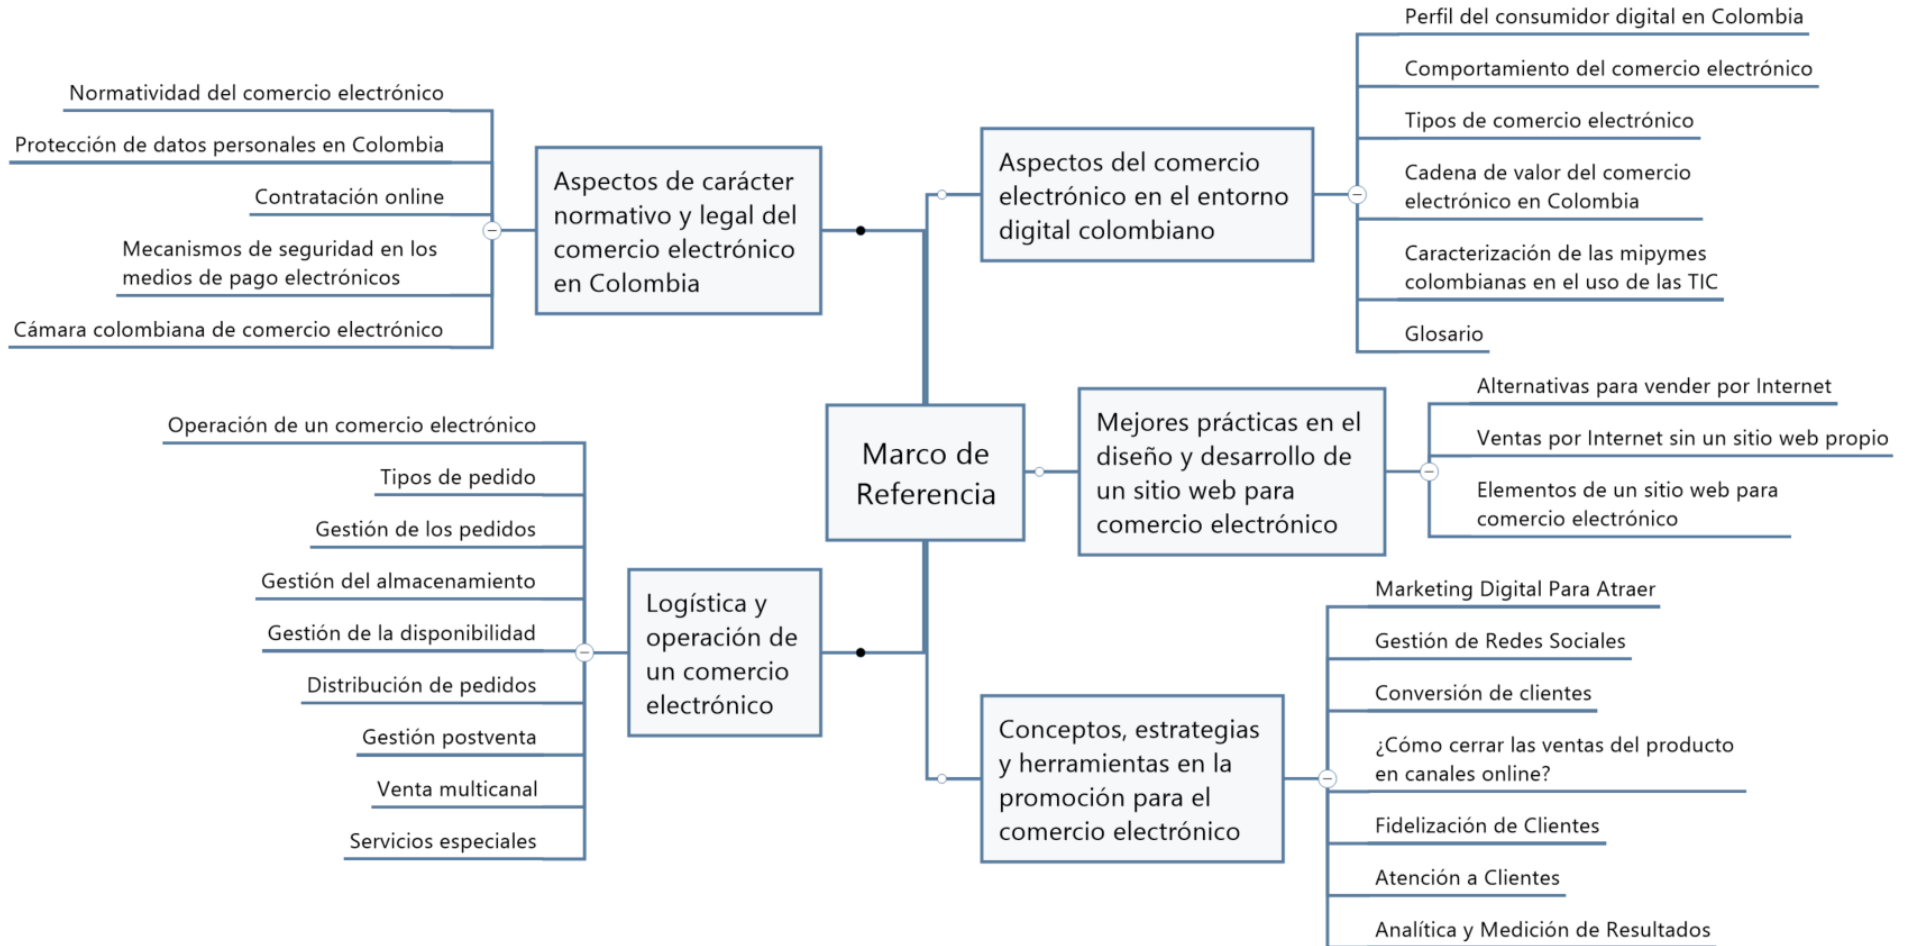 Marco de
Referencia
Aspectos de carácter
normativo y legal del
comercio electrónico
en Colombia
Normatividad del comercio electrónico
Protección de datos personales en Colombia
Contratación online
Mecanismos de seguridad en los
medios de pago electrónicos
Cámara colombiana de comercio electrónico
Logística y
operación de
un comercio
electrónico
Operación de un comercio electrónico
Tipos de pedido
Gestión de los pedidos
Gestión del almacenamiento
Gestión de la disponibilidad
Distribución de pedidos
Gestión postventa
Venta multicanal
Servicios especiales
Aspectos del comercio
electrónico en el entorno
digital colombiano
Perfil del consumidor digital en Colombia
Comportamiento del comercio electrónico
Tipos de comercio electrónico
Cadena de valor del comercio
electrónico en Colombia
Caracterización de las mipymes
colombianas en el uso de las TIC
Glosario
Mejores prácticas en el
diseño y desarrollo de
un sitio web para
comercio electrónico
Alternativas para vender por Internet
Ventas por Internet sin un sitio web propio
Elementos de un sitio web para
comercio electrónico
Conceptos, estrategias
y herramientas en la
promoción para el
comercio electrónico
Marketing Digital Para Atraer
Gestión de Redes Sociales
Conversión de clientes
¿Cómo cerrar las ventas del producto
en canales online?
Fidelización de Clientes
Atención a Clientes
Analítica y Medición de Resultados